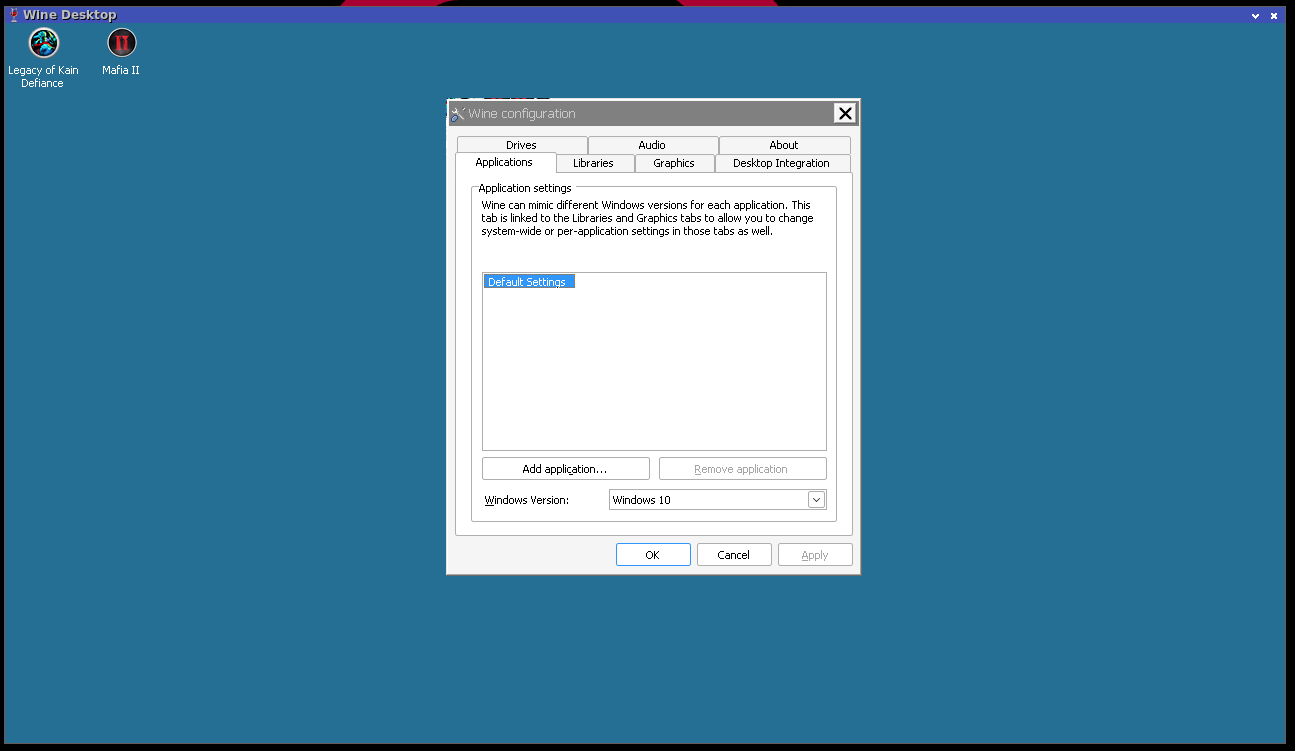 Wine Desktop
Legacy of Kain
Defiance
Mafia II
Wine configuration
Drives
Audio
About
Applications
Libraries
Graphics
Desktop Integration
Application settings
Wine can mimic different Windows versions for each application. This
tab is linked to the Libraries and Graphics tabs to allow you to change
system-wide or per-application settings in those tabs as well.
Default Settings
Add application...
Remove application
Windows Version:
Windows 10
OK
Cancel
Apply